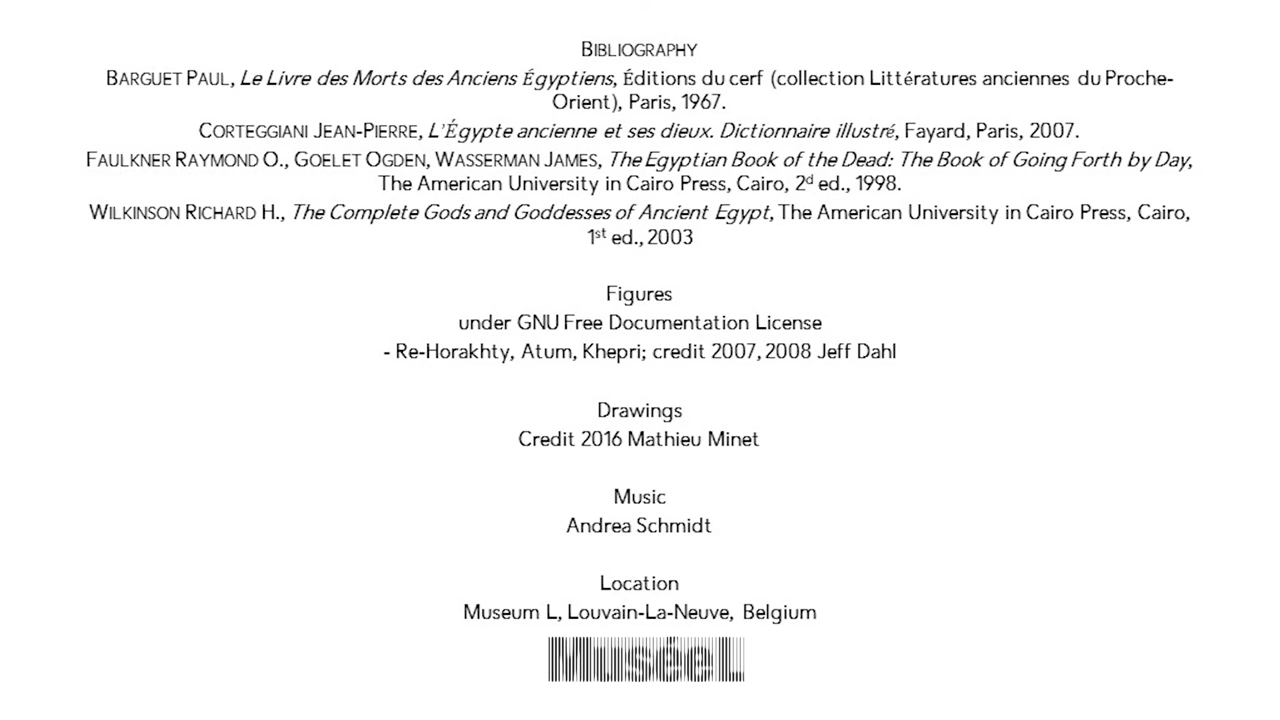 BIBLIOGRAPHY
BARGUET PAUL, Le Livre des Morts des Anciens Égyptiens, Éditions du cerf (collection Littératures anciennes du Proche-
Orient), Paris, 1967.
CORTEGGIANI JEAN-PIERRE, L'Égypte ancienne et ses dieux. Dictionnaire illustré, Fayard, Paris, 2007.
FAULKNER RAYMOND O., GOELET OGDEN, WASSERMAN JAMES, The Egyptian Book of the Dead: The Book of Going Forth by Day,
The American University in Cairo Press, Cairo, 2d ed., 1998.
WILKINSON RICHARD H., The Complete Gods and Goddesses of Ancient Egypt, The American University in Cairo Press, Cairo,
1st ed., 2003
Figures
under GNU Free Documentation License
- Re-Horakhty, Atum, Khepri; credit 2007, 2008 Jeff Dahl
Drawings
Credit 2016 Mathieu Minet
Music
Andrea Schmidt
Location
Museum L, Louvain-La-Neuve, Belgium
Musée L